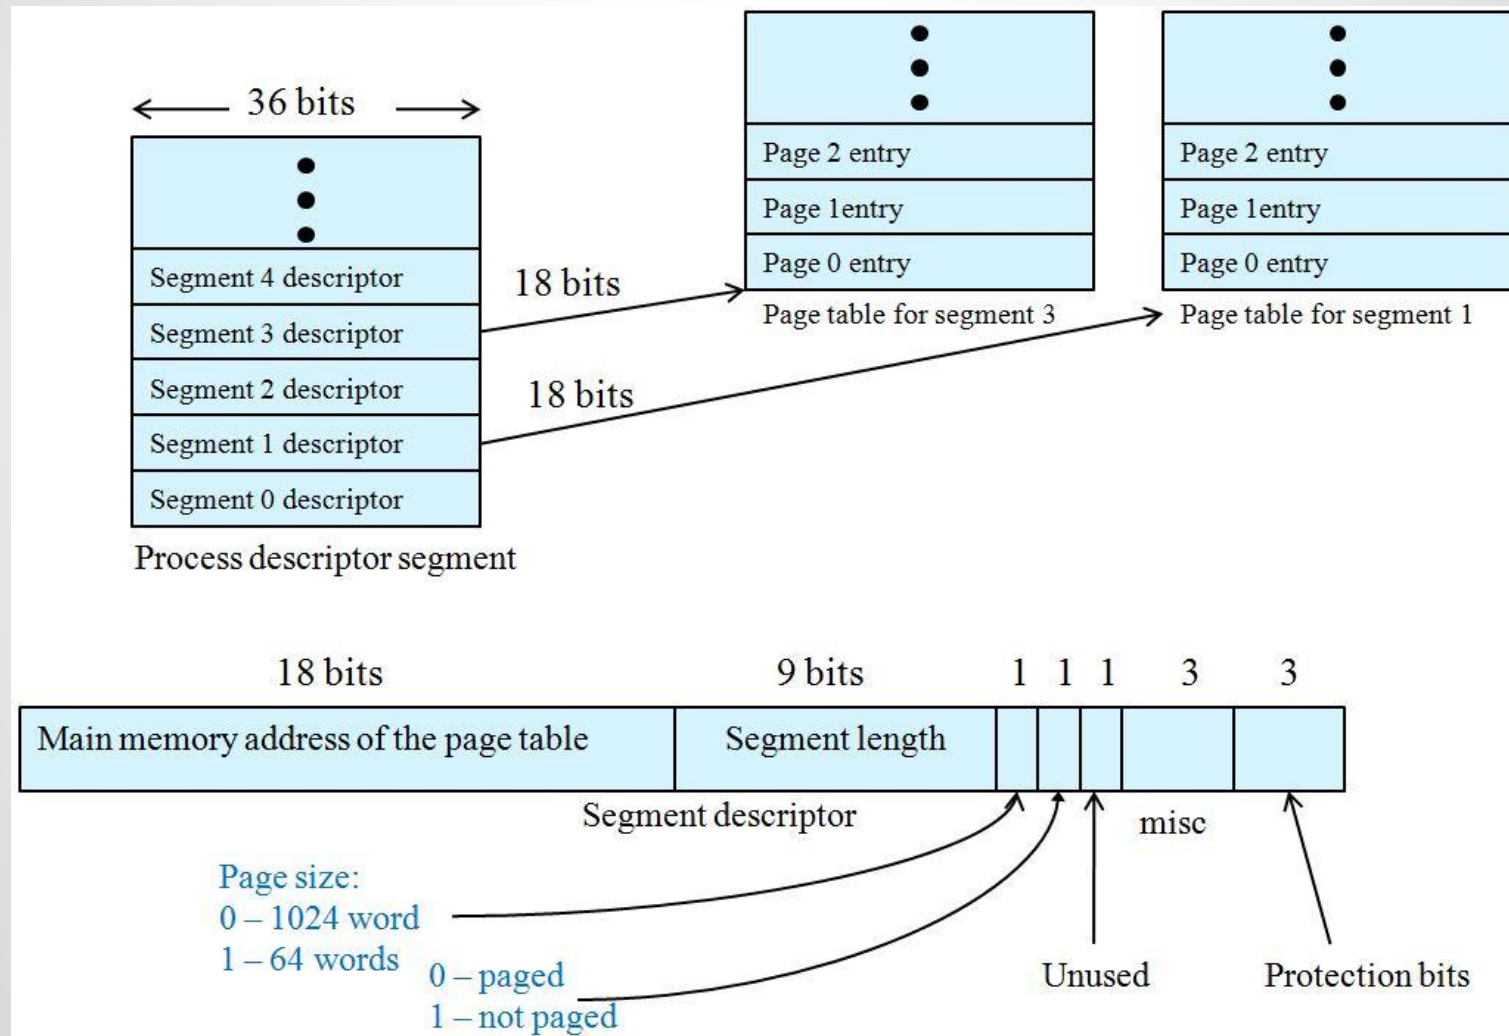 36 bits
Segment 4 descriptor
Segment 3 descriptor
Segment 2 descriptor
Segment 1 descriptor
Segment 0 descriptor
Process descriptor segment
18 bits
18 bits
Page 2 entry
Page 1entry
Page 0 entry
Page table for segment 3
Page 2 entry
Page 1entry
Page 0 entry
Page table for segment 1
18 bits 9 bits 1 1 1 3 3
Main memory address of the page table Segment length
Segment descriptor misc
Page size:
0 – 1024 word
1 – 64 words
0 – paged
1 – not paged
Unused
Protection bits